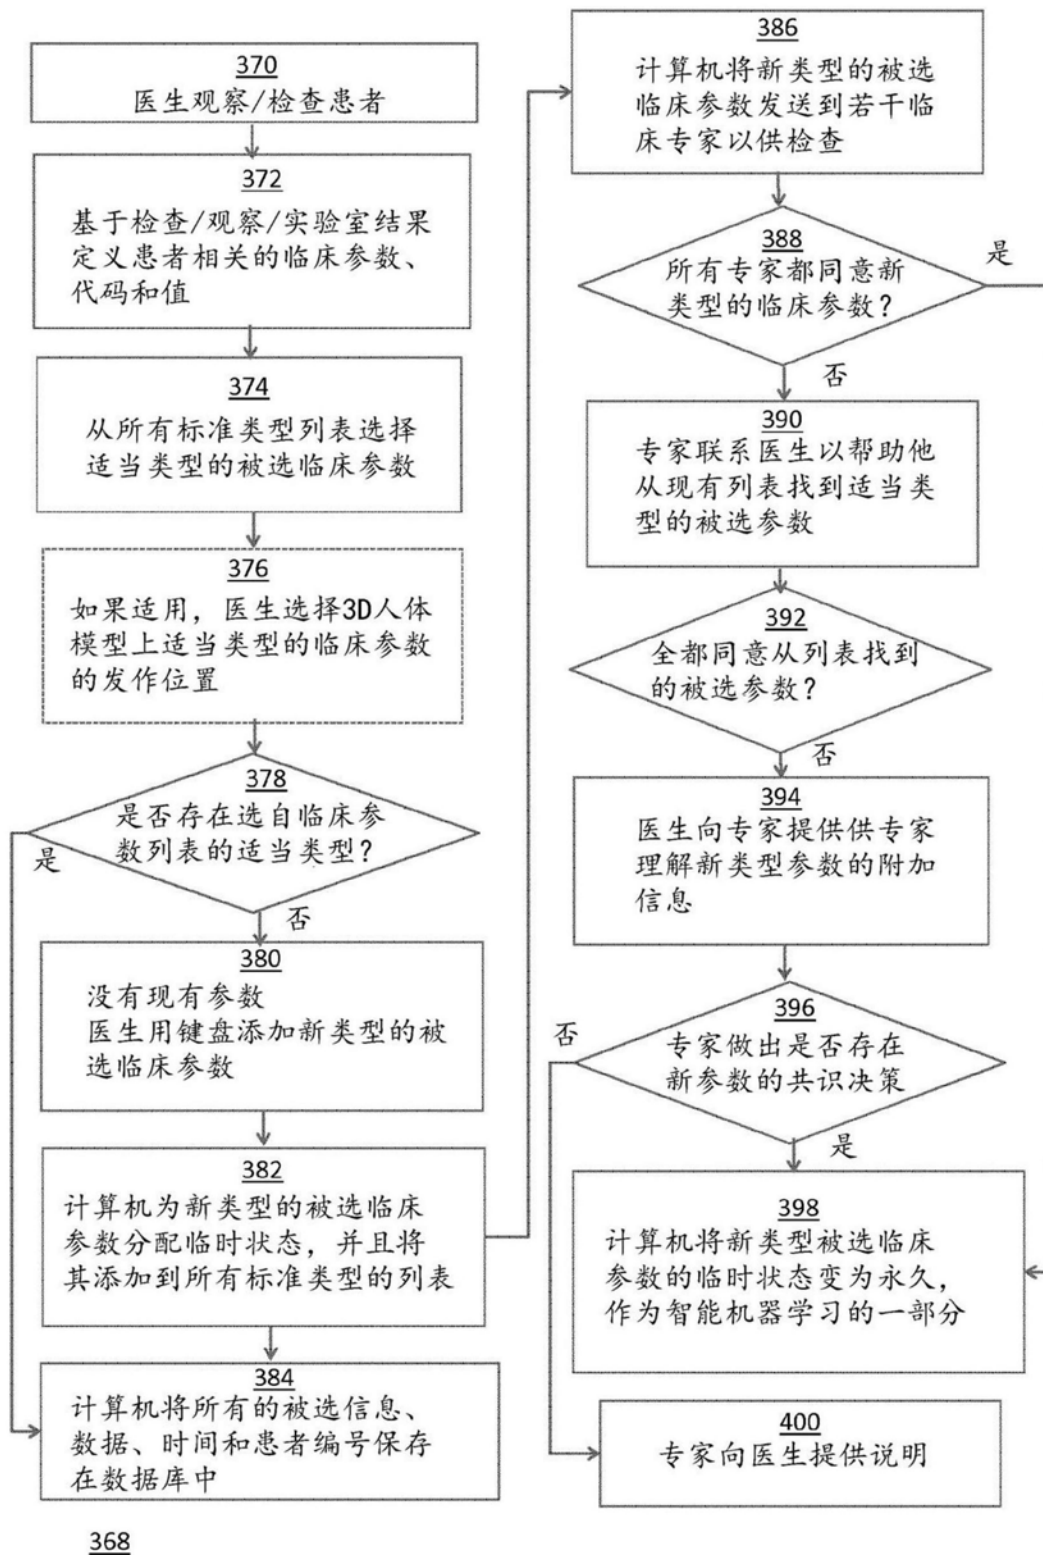 370
医生观察/检查患者
372
基于检查/观察/实验室结果
定义患者相关的临床参数、
代码和值
374
从所有标准类型列表选择
适当类型的被选临床参数
376
如果适用，医生选择3D人体
模型上适当类型的临床参数
的发作位置
378
是否存在选自临床参
数列表的适当类型？
是
否
380
没有现有参数
医生用键盘添加新类型的被
选临床参数
382
计算机为新类型的被选临床
参数分配临时状态，并且将
其添加到所有标准类型的列表
384
计算机将所有的被选信息、
数据、时间和患者编号保存
在数据库中
368
386
计算机将新类型的被选
临床参数发送到若干临
床专家以供检查
388
所有专家都同意新
类型的临床参数？
是
否
390
专家联系医生以帮助他
从现有列表找到适当类
型的被选参数
392
全都同意从列表找到
的被选参数？
否
394
医生向专家提供供专家
理解新类型参数的附加
信息
396
专家做出是否存在
新参数的共识决策
否
是
398
计算机将新类型被选临床
参数的临时状态变为永久，
作为智能机器学习的一部分
400
专家向医生提供说明